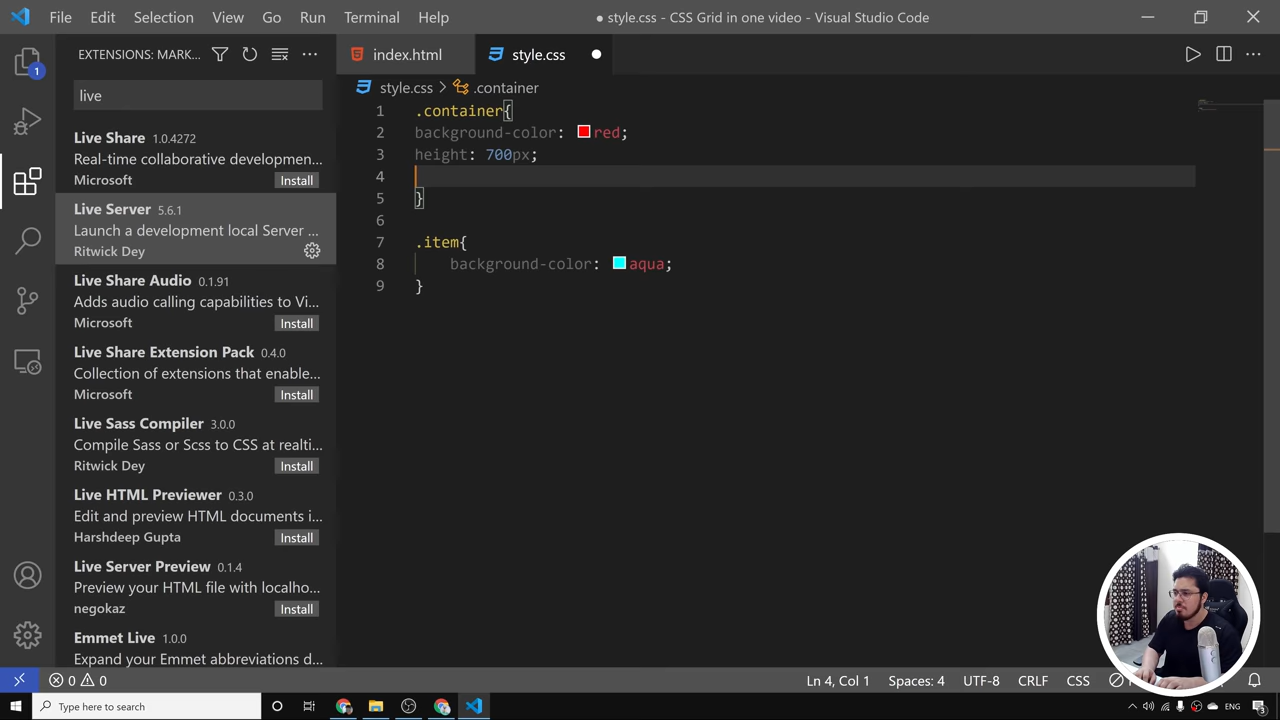 File Edit Selection View Go Run Terminal Help
● style.css - CSS Grid in one video - Visual Studio Code
EXTENSIONS: MARK...
live
Live Share 1.0.4272
Real-time collaborative developmen...
Microsoft Install
Live Server 5.6.1
Launch a development local Server ...
Ritwick Dey
Live Share Audio 0.1.91
Adds audio calling capabilities to Vi...
Microsoft Install
Live Share Extension Pack 0.4.0
Collection of extensions that enable...
Microsoft Install
Live Sass Compiler 3.0.0
Compile Sass or Scss to CSS at realti...
Ritwick Dey Install
Live HTML Previewer 0.3.0
Edit and preview HTML documents i...
Harshdeep Gupta Install
Live Server Preview 0.1.4
Preview your HTML file with localho...
negokaz Install
Emmet Live 1.0.0
Expanding your Emmet abbreviations d...
1
index.html style.css
style.css > .container
1 .container{
2 background-color: red;
3 height: 700px;
4
5 }
6
7 .item{
8 background-color: aqua;
9 }
0 0
Ln 4, Col 1 Spaces: 4 UTF-8 CRLF CSS
Type here to search
ENG
3